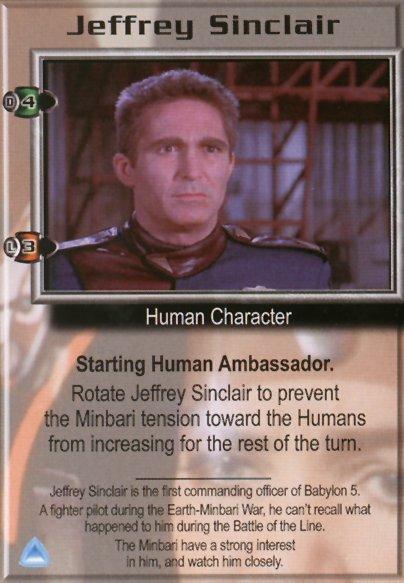 Jeffrey Sinclair
D 4
L 3
Human Character
Starting Human Ambassador.
Rotate Jeffrey Sinclair to prevent
the Minbari tension toward the Humans
from increasing for the rest of the turn.
Jeffrey Sinclair is the first commanding officer of Babylon 5.
A fighter pilot during the Earth-Minbari War, he can't recall what
happened to him during the Battle of the Line.
The Minbari have a strong interest
in him, and watch him closely.